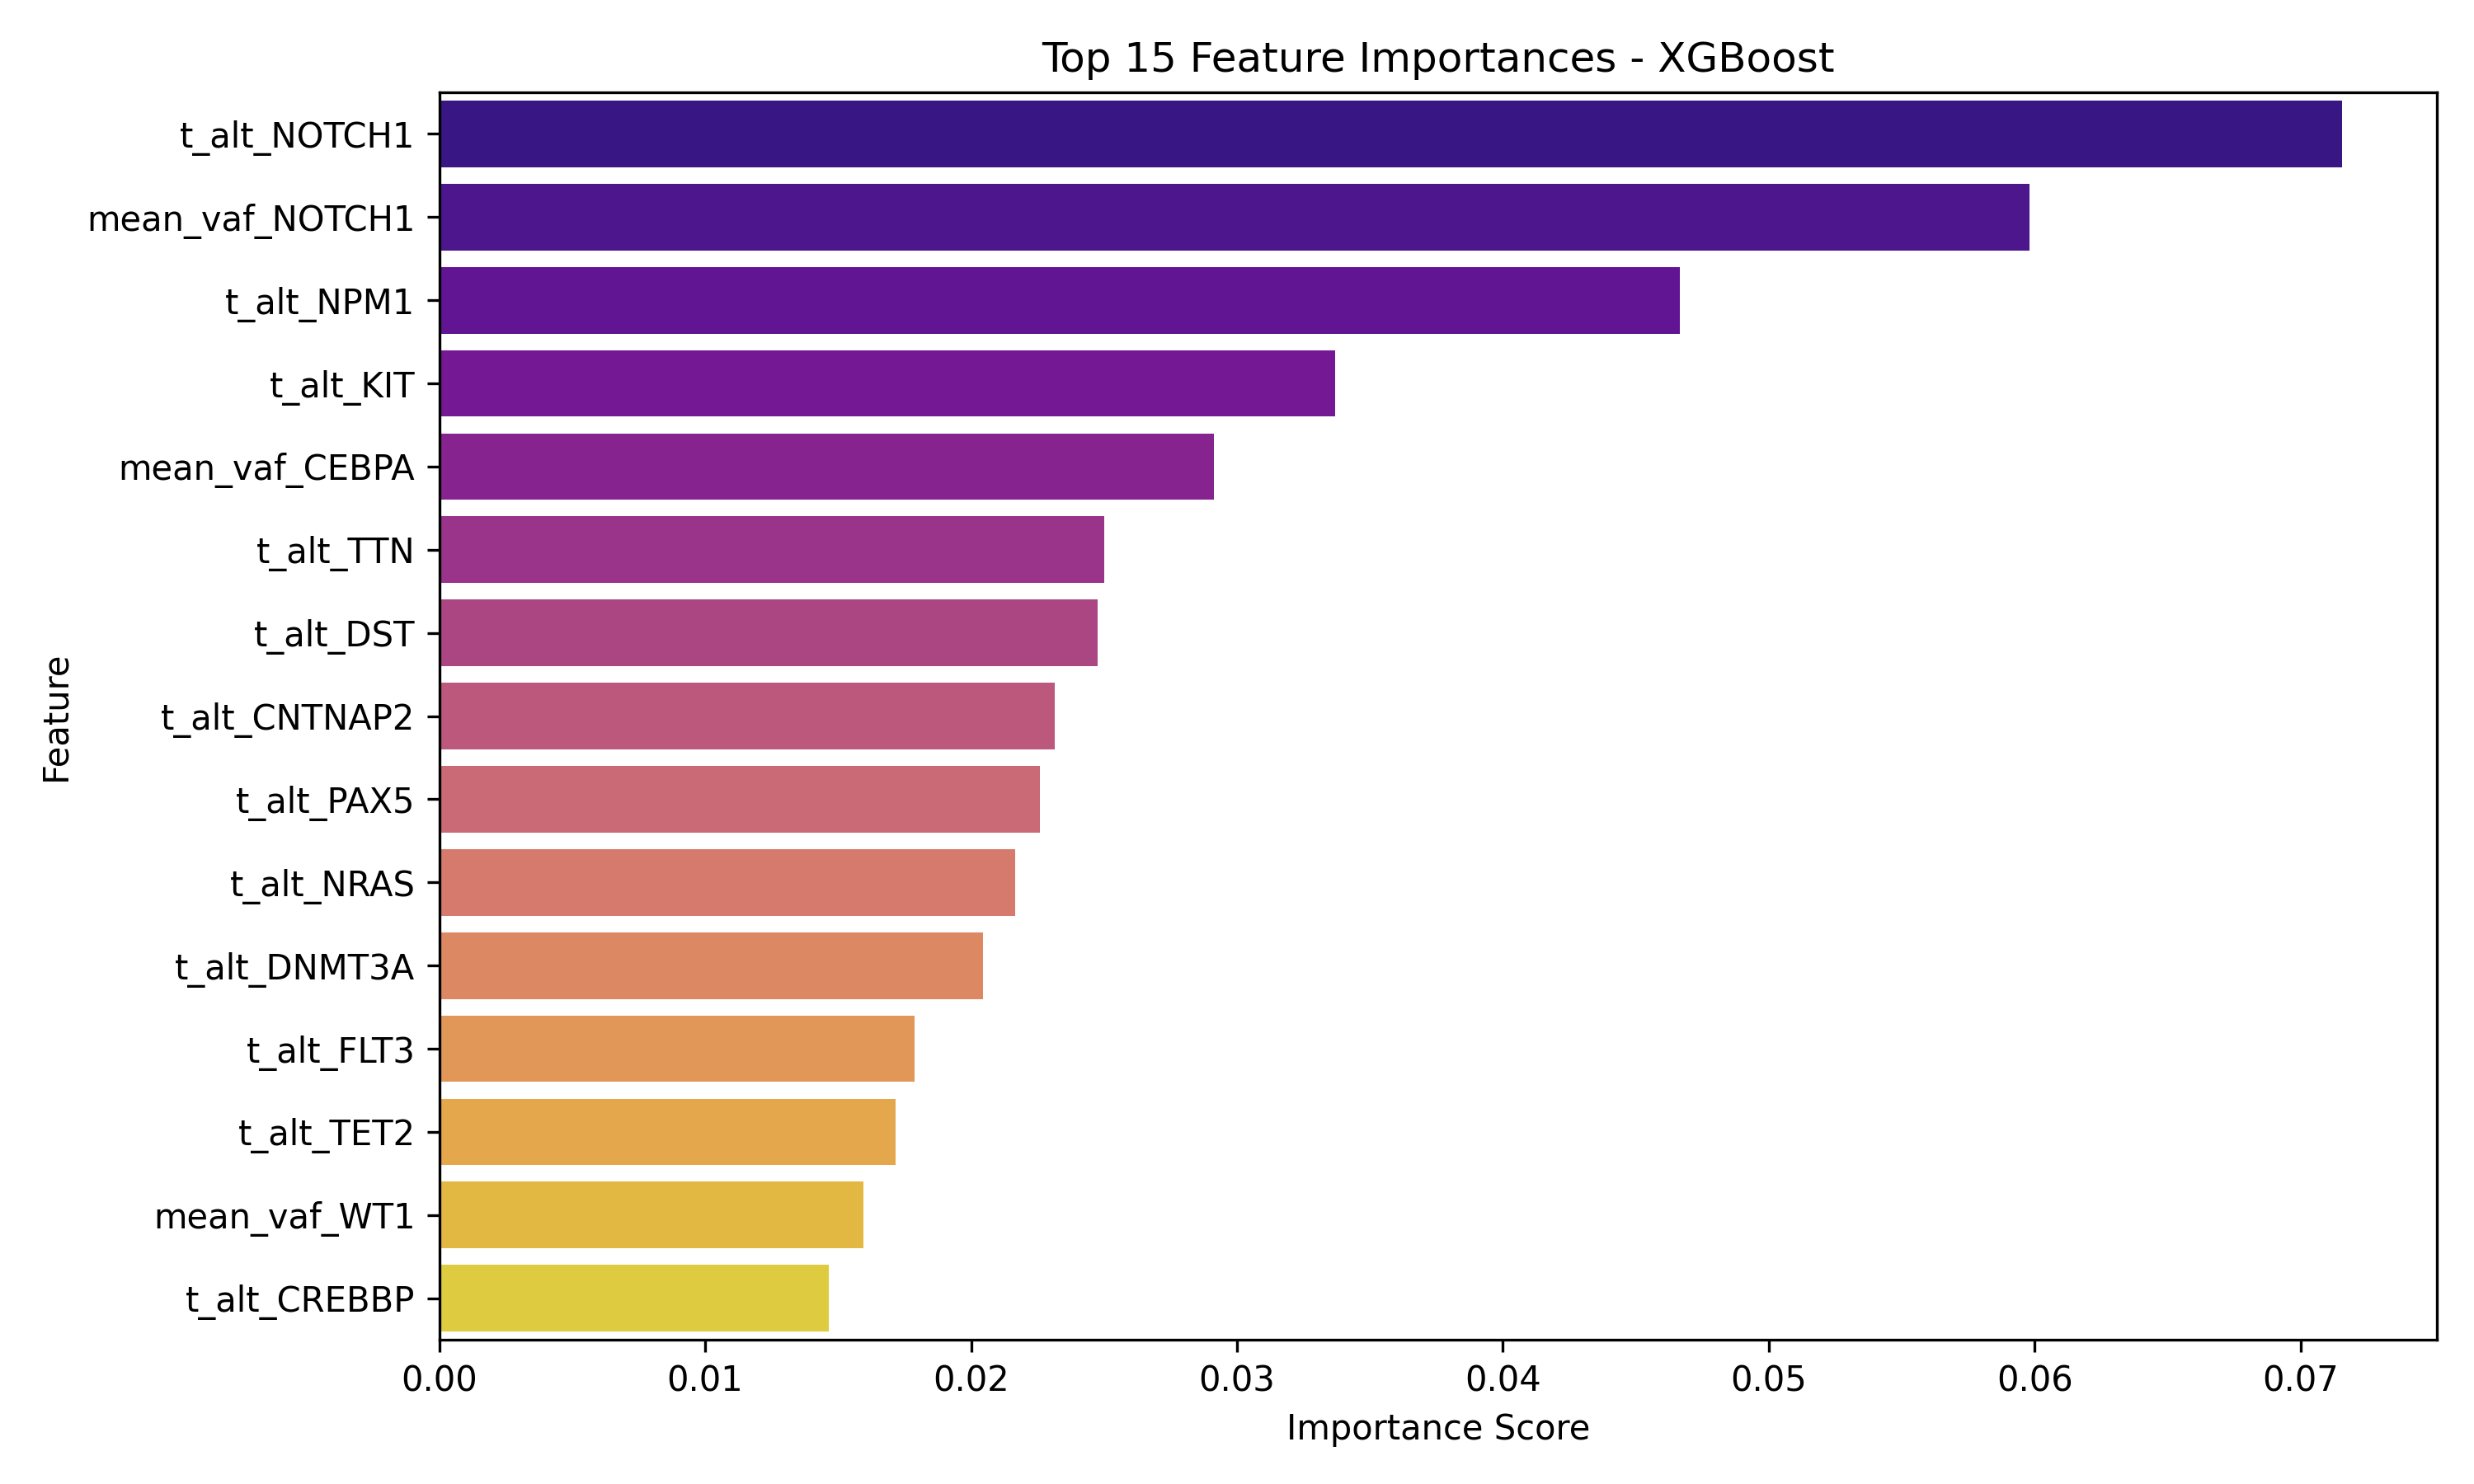 Top 15 Feature Importances - XGBoost
t_alt_NOTCH1
mean_vaf_NOTCH1
t_alt_NPM1
t_alt_KIT
mean_vaf_CEBPA
t_alt_TTN
t_alt_DST
t_alt_CNTNAP2
t_alt_PAX5
t_alt_NRAS
t_alt_DNMT3A
t_alt_FLT3
t_alt_TET2
mean_vaf_WT1
t_alt_CREBBP
Feature
0.00 0.01 0.02 0.03 0.04 0.05 0.06 0.07
Importance Score